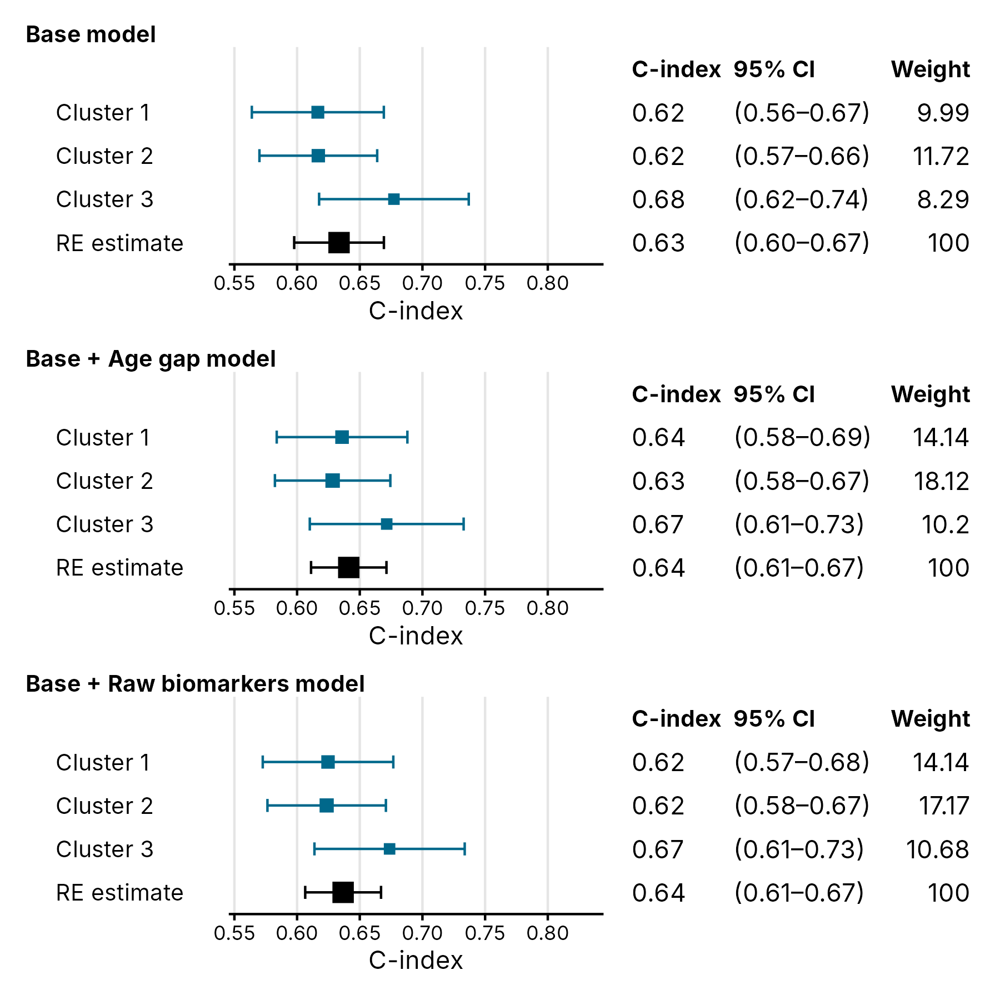 Base model
C-index 95% CI Weight
Cluster 1 0.62 (0.56–0.67) 9.99
Cluster 2 0.62 (0.57–0.66) 11.72
Cluster 3 0.68 (0.62–0.74) 8.29
RE estimate 0.63 (0.60–0.67) 100
0.55 0.60 0.65 0.70 0.75 0.80
C-index
Base + Age gap model
C-index 95% CI Weight
Cluster 1 0.64 (0.58–0.69) 14.14
Cluster 2 0.63 (0.58–0.67) 18.12
Cluster 3 0.67 (0.61–0.73) 10.2
RE estimate 0.64 (0.61–0.67) 100
0.55 0.60 0.65 0.70 0.75 0.80
C-index
Base + Raw biomarkers model
C-index 95% CI Weight
Cluster 1 0.62 (0.57–0.68) 14.14
Cluster 2 0.62 (0.58–0.67) 17.17
Cluster 3 0.67 (0.61–0.73) 10.68
RE estimate 0.64 (0.61–0.67) 100
0.55 0.60 0.65 0.70 0.75 0.80
C-index